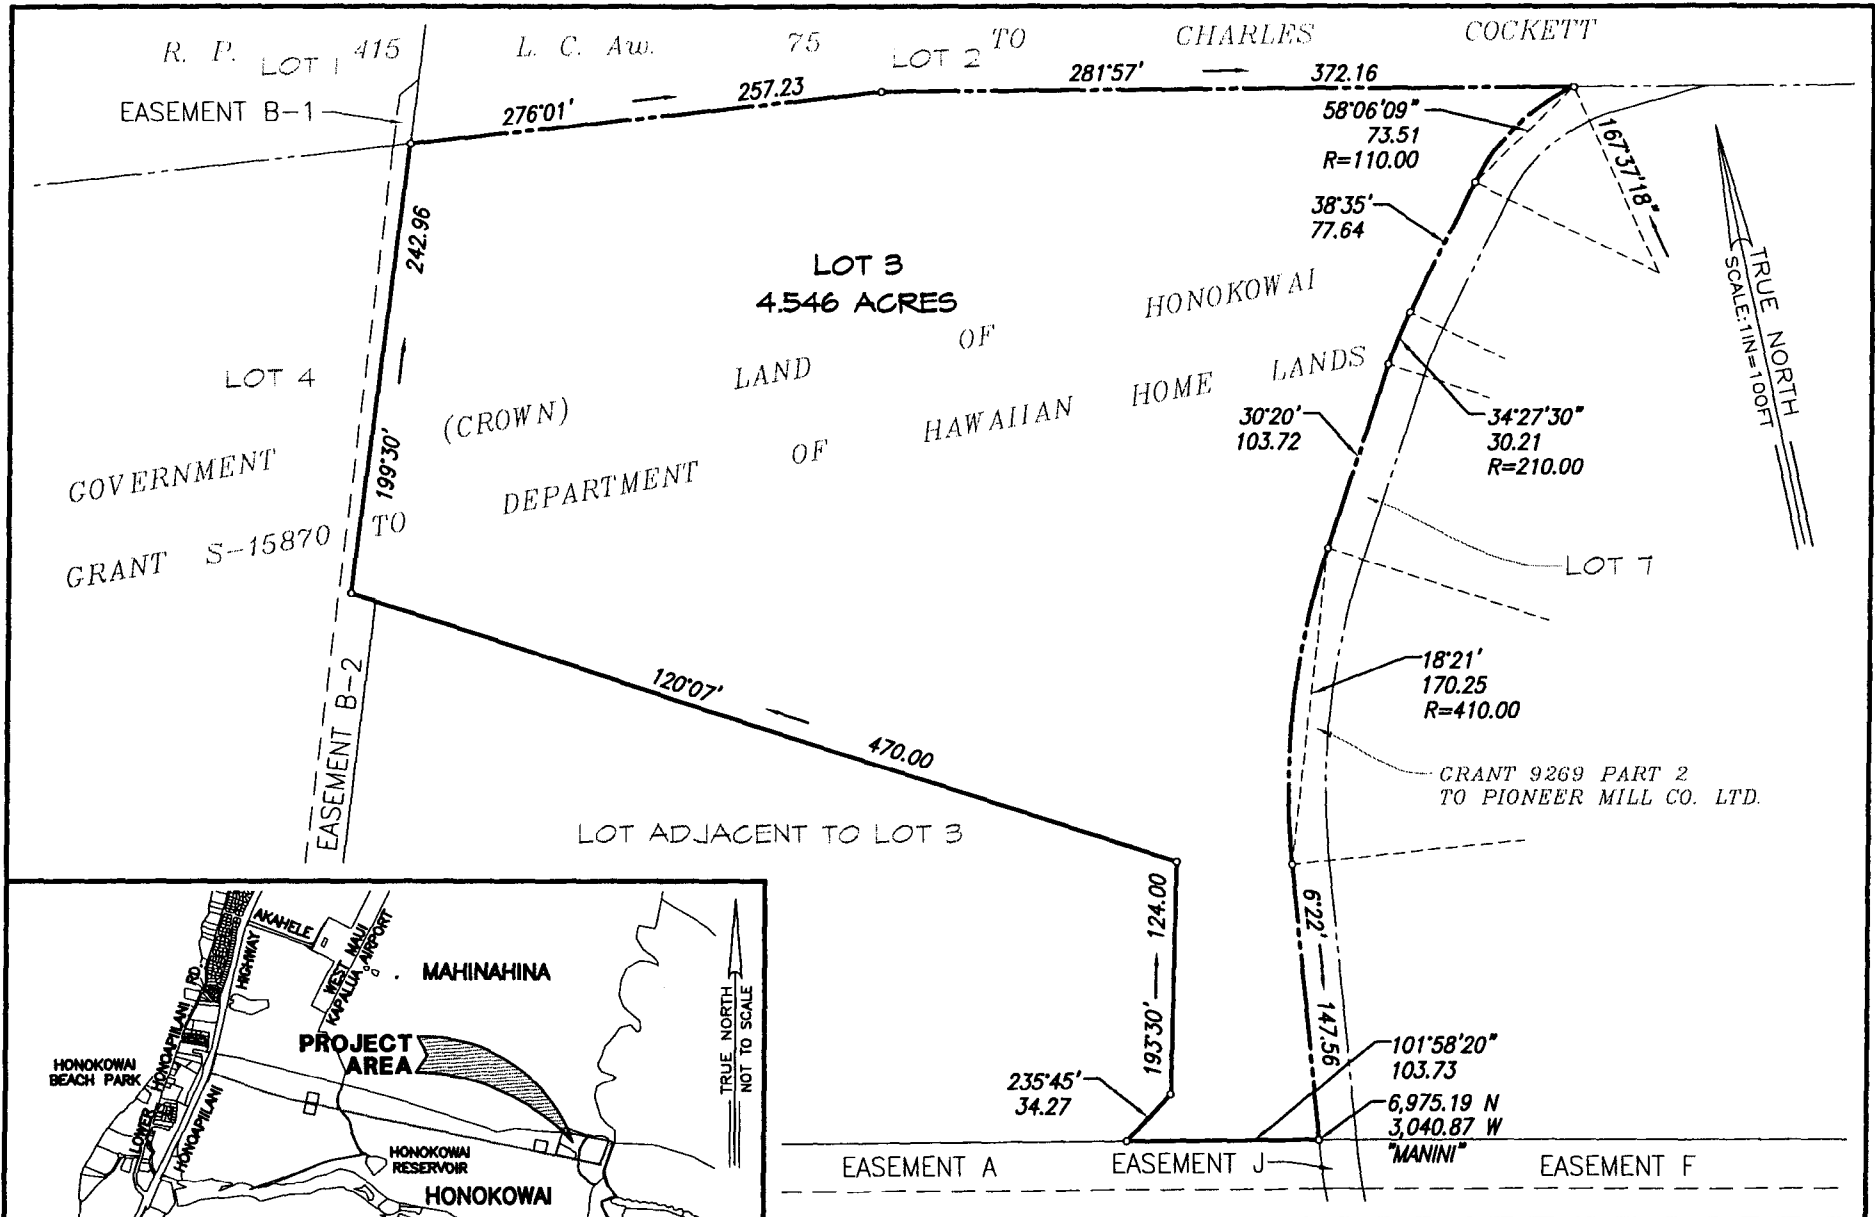 R. P. 415 L. C. Aw. 75 TO CHARLES COCKETT
LOT 1
LOT 2
EASEMENT B-1
276°01'
257.23
281°57'
372.16
58°06'09"
73.51
R=110.00
167°37'18"
38°35'
77.64
242.96
199°30'
LOT 3
4.546 ACRES
TRUE NORTH
SCALE:1IN=100FT
LOT 4
(CROWN) LAND OF HONOKOWAI
GOVERNMENT
GRANT S-15870 TO DEPARTMENT OF HAWAIIAN HOME LANDS
30°20'
103.72
34°27'30"
30.21
R=210.00
LOT 7
18°21'
170.25
R=410.00
GRANT 9269 PART 2
TO PIONEER MILL CO. LTD.
EASEMENT B-2
120°07'
470.00
LOT ADJACENT TO LOT 3
124.00
193°30'
6°22'
147.56
235°45'
34.27
101°58'20"
103.73
6,975.19 N
3,040.87 W
"MANINI"
EASEMENT A
EASEMENT J
EASEMENT F
AKAHELE
HIGHWAY
WEST MAUI
KAPALUA AIRPORT
MAHINAHINA
LOWER HONOAPIILANI RD.
HONOAPIILANI
PROJECT
AREA
HONOKOWAI
BEACH PARK
TRUE NORTH
NOT TO SCALE
HONOKOWAI
RESERVOIR
HONOKOWAI